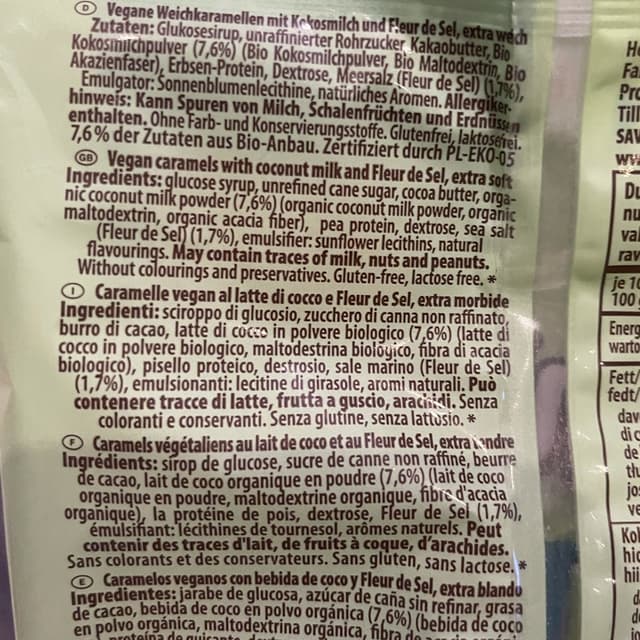 D Vegane Weichkaramellen mit Kokosmilch und Fleur de Sel, extra weich
Zutaten: Glukosesirup, unraffinierter Rohrzucker, Kakaobutter, Bio
Kokosmilchpulver (7,6%) (Bio Kokosmilchpulver, Bio Maltodextrin, Bio
Akazienfaser), Erbsen-Protein, Dextrose, Meersalz (Fleur de Sel) (1,7%),
Emulgator: Sonnenblumenlecithine, natürliches Aromen. Allergiker-
hinweis: Kann Spuren von Milch, Schalenfrüchten und Erdnüssen
enthalten. Ohne Farb- und Konservierungsstoffe. Glutenfrei, laktosefrei.
7,6 % der Zutaten aus Bio-Anbau. Zertifiziert durch PL-EKO-05
GB Vegan caramels with coconut milk and Fleur de Sel, extra soft
Ingredients: glucose syrup, unrefined cane sugar, cocoa butter, orga-
nic coconut milk powder (7,6%) (organic coconut milk powder, organic
maltodextrin, organic acacia fiber), pea protein, dextrose, sea salt
(Fleur de Sel) (1,7%), emulsifier: sunflower lecithins, natural
flavourings. May contain traces of milk, nuts and peanuts.
Without colourings and preservatives. Gluten-free, lactose free. *
I Caramelle vegan al latte di cocco e Fleur de Sel, extra morbide
Ingredienti: sciroppo di glucosio, zucchero di canna non raffinato,
burro di cacao, latte di cocco in polvere biologico (7,6%) (latte di
cocco in polvere biologico, maltodestrina biologico, fibra di acacia
biologico), pisello proteico, destrosio, sale marino (Fleur de Sel)
(1,7%), emulsionanti: lecitine di girasole, aromi naturali. Può
contenere tracce di latte, frutta a guscio, arachidi. Senza
coloranti e conservanti. Senza glutine, senza lattosio. *
F Caramels végétaliens au lait de coco et au Fleur de Sel, extra tendre
Ingrédients: sirop de glucose, sucre de canne non raffiné, beurre
de cacao, lait de coco organique en poudre (7,6%) (lait de coco
organique en poudre, maltodextrine organique, fibre d'acacia
organique), la protéine de pois, dextrose, Fleur de Sel (1,7%),
émulsifiant: lécithines de tournesol, arômes naturels. Peut
contenir des traces d'lait, de fruits à coque, d'arachides.
Sans colorants et des conservateurs. Sans gluten, sans lactose. *
E Caramelos veganos con bebida de coco y Fleur de Sel, extra blando
Ingredientes: jarabe de glucosa, azúcar de caña sin refinar, grasa
de cacao, bebida de coco en polvo orgánica (7,6%) (bebida de coco
en polvo orgánica, maltodextrina orgánica, fibra
proteína de guisante
Till
SAV
www
Du
nu
val
je 10
100
Energ
warto
Fett/
fedt/